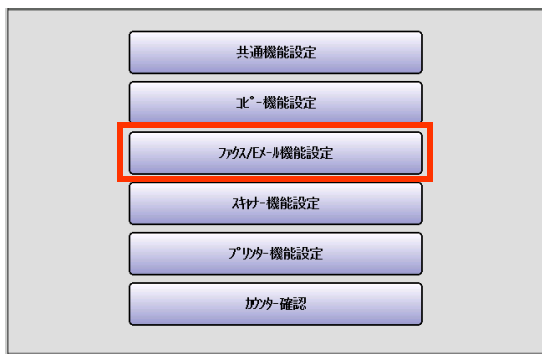 共通機能設定
ｺﾋﾟｰ機能設定
ﾌｧｸｽ/Eﾒｰﾙ機能設定
ｽｷｬﾅｰ機能設定
ﾌﾟﾘﾝﾀｰ機能設定
ｶｳﾝﾀｰ確認